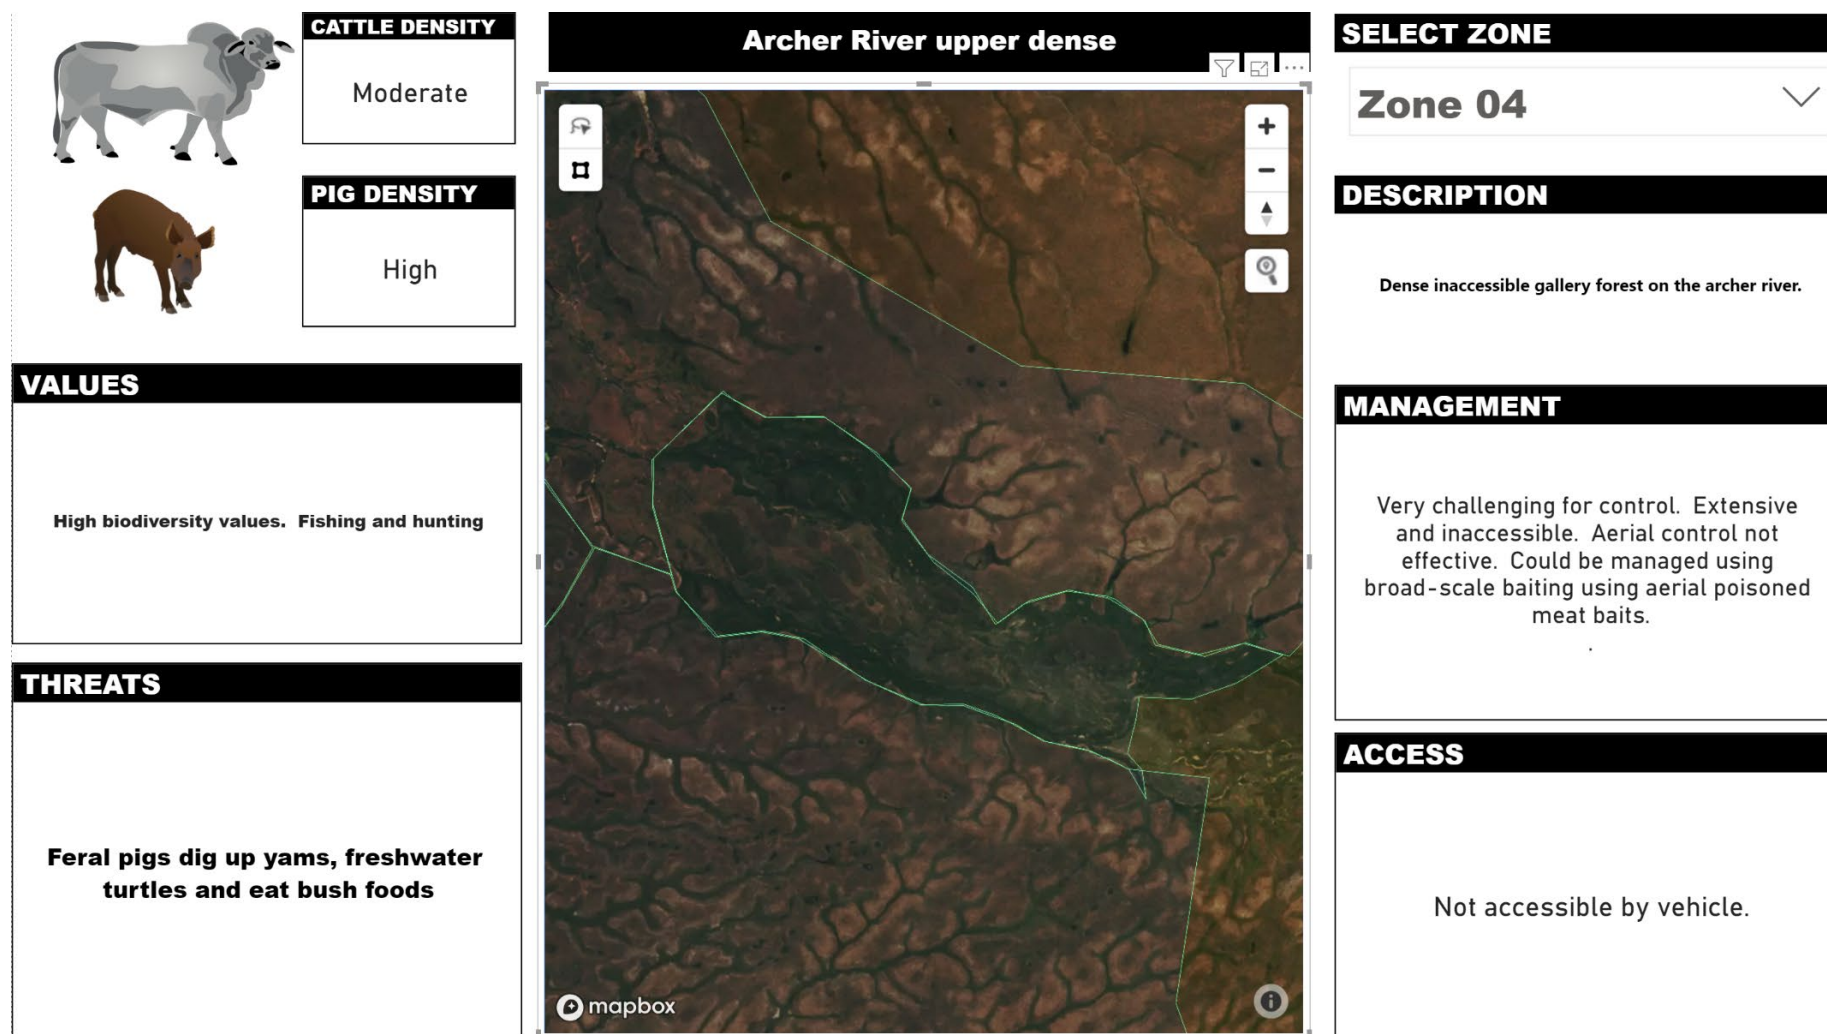 CATTLE DENSITY
Moderate
PIG DENSITY
High
VALUES
High biodiversity values.  Fishing and hunting
THREATS
Feral pigs dig up yams, freshwater
turtles and eat bush foods
Archer River upper dense
mapbox
SELECT ZONE
Zone 04
DESCRIPTION
Dense inaccessible gallery forest on the archer river.
MANAGEMENT
Very challenging for control.  Extensive
and inaccessible.  Aerial control not
effective.  Could be managed using
broad-scale baiting using aerial poisoned
meat baits.
.
ACCESS
Not accessible by vehicle.